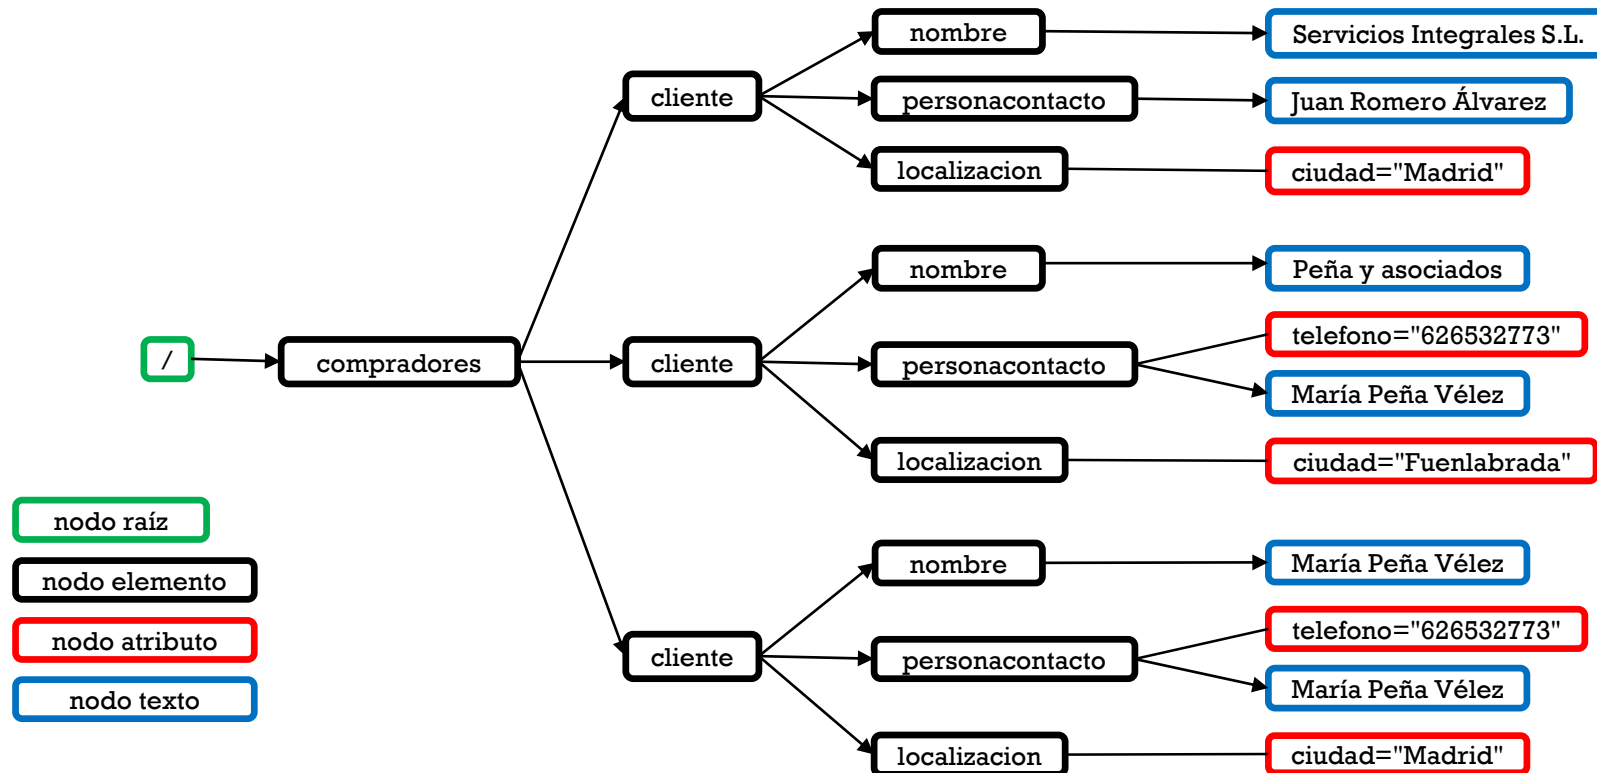 /
compradores
cliente
nombre
Servicios Integrales S.L.
personacontacto
Juan Romero Álvarez
localizacion
ciudad="Madrid"
cliente
nombre
Peña y asociados
personacontacto
telefono="626532773"
María Peña Vélez
localizacion
ciudad="Fuenlabrada"
cliente
nombre
María Peña Vélez
personacontacto
telefono="626532773"
María Peña Vélez
localizacion
ciudad="Madrid"
nodo raíz
nodo elemento
nodo atributo
nodo texto